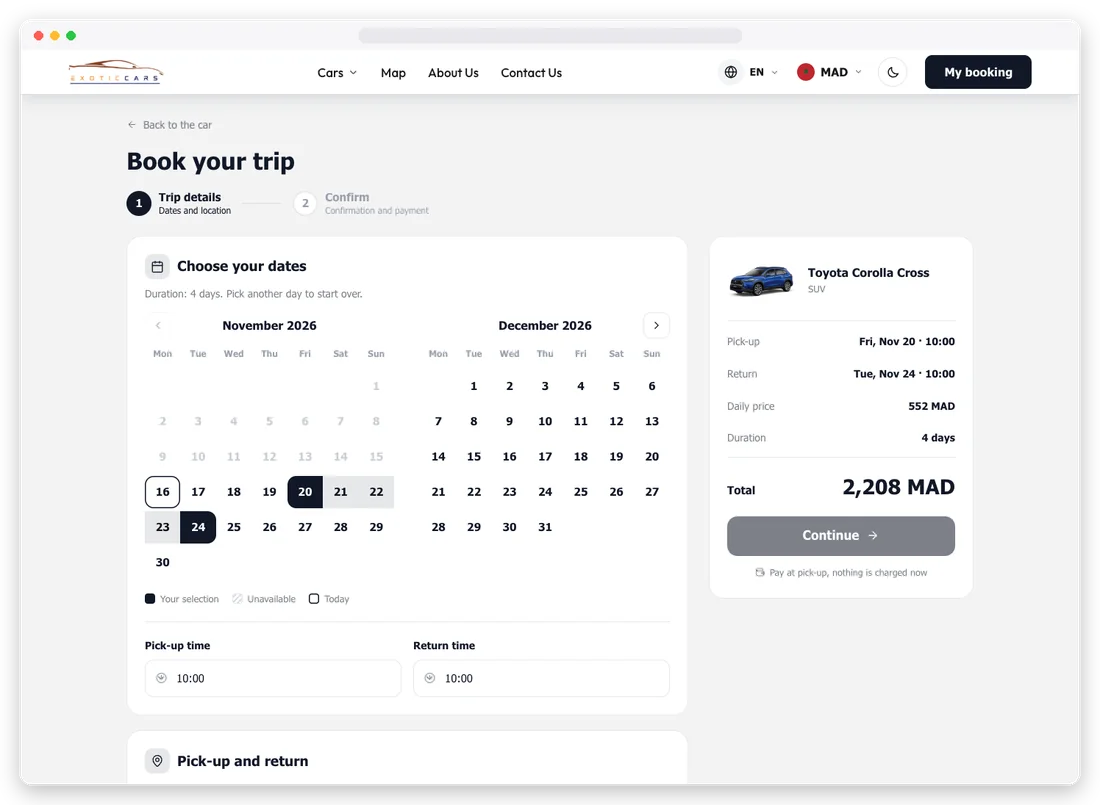 EXOTIC CARS
Cars
Map
About Us
Contact Us
EN
MAD
My booking
Back to the car
Book your trip
1
Trip details
Dates and location
2
Confirm
Confirmation and payment
Choose your dates
Duration: 4 days. Pick another day to start over.
November 2026
Mon Tue Wed Thu Fri Sat Sun
1
2 3 4 5 6 7 8
9 10 11 12 13 14 15
16 17 18 19 20 21 22
23 24 25 26 27 28 29
30
December 2026
Mon Tue Wed Thu Fri Sat Sun
1 2 3 4 5 6
7 8 9 10 11 12 13
14 15 16 17 18 19 20
21 22 23 24 25 26 27
28 29 30 31
Your selection
Unavailable
Today
Pick-up time
10:00
Return time
10:00
Pick-up and return
Toyota Corolla Cross
SUV
Pick-up Fri, Nov 20 · 10:00
Return Tue, Nov 24 · 10:00
Daily price 552 MAD
Duration 4 days
Total 2,208 MAD
Continue
Pay at pick-up, nothing is charged now